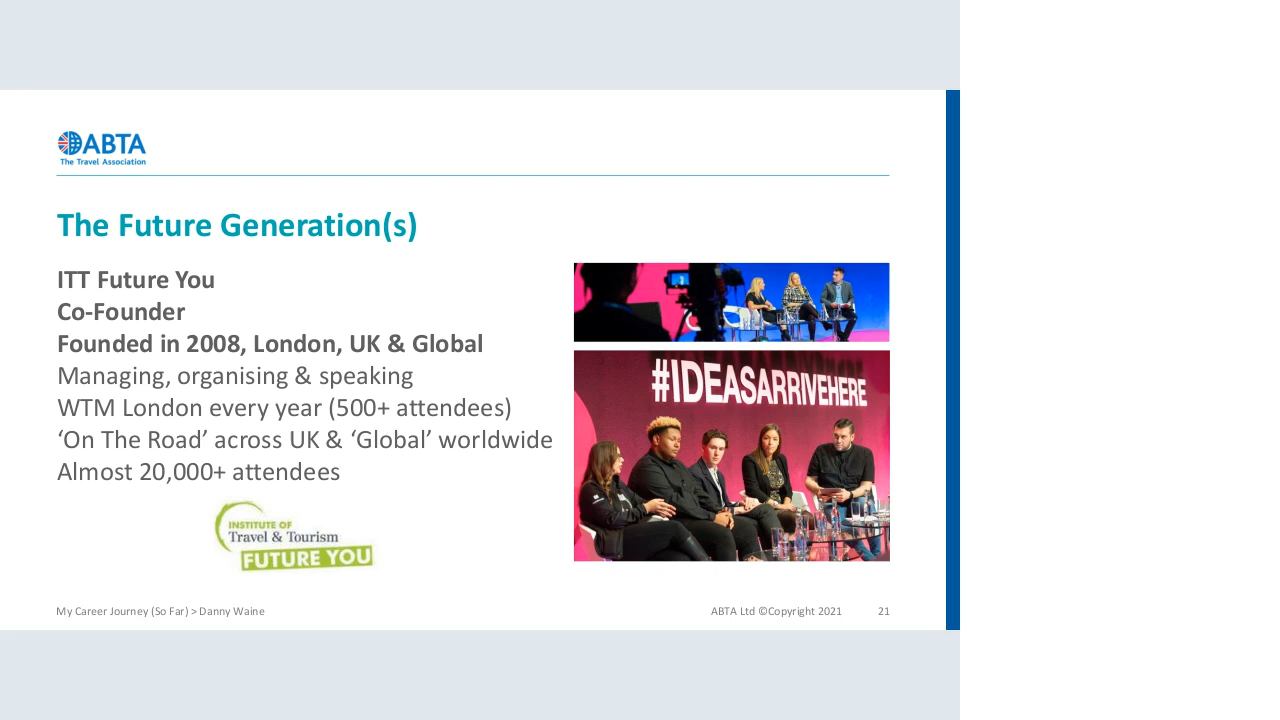 ABTA
The Travel Association
The Future Generation(s)
ITT Future You
Co-Founder
Founded in 2008, London, UK & Global
Managing, organising & speaking
WTM London every year (500+ attendees)
‘On The Road’ across UK & ‘Global’ worldwide
Almost 20,000+ attendees
#IDEASARRIVEHERE
INSTITUTE OF
Travel & Tourism
FUTURE YOU
My Career Journey (So Far) > Danny Waine
ABTA Ltd ©Copyright 2021 21